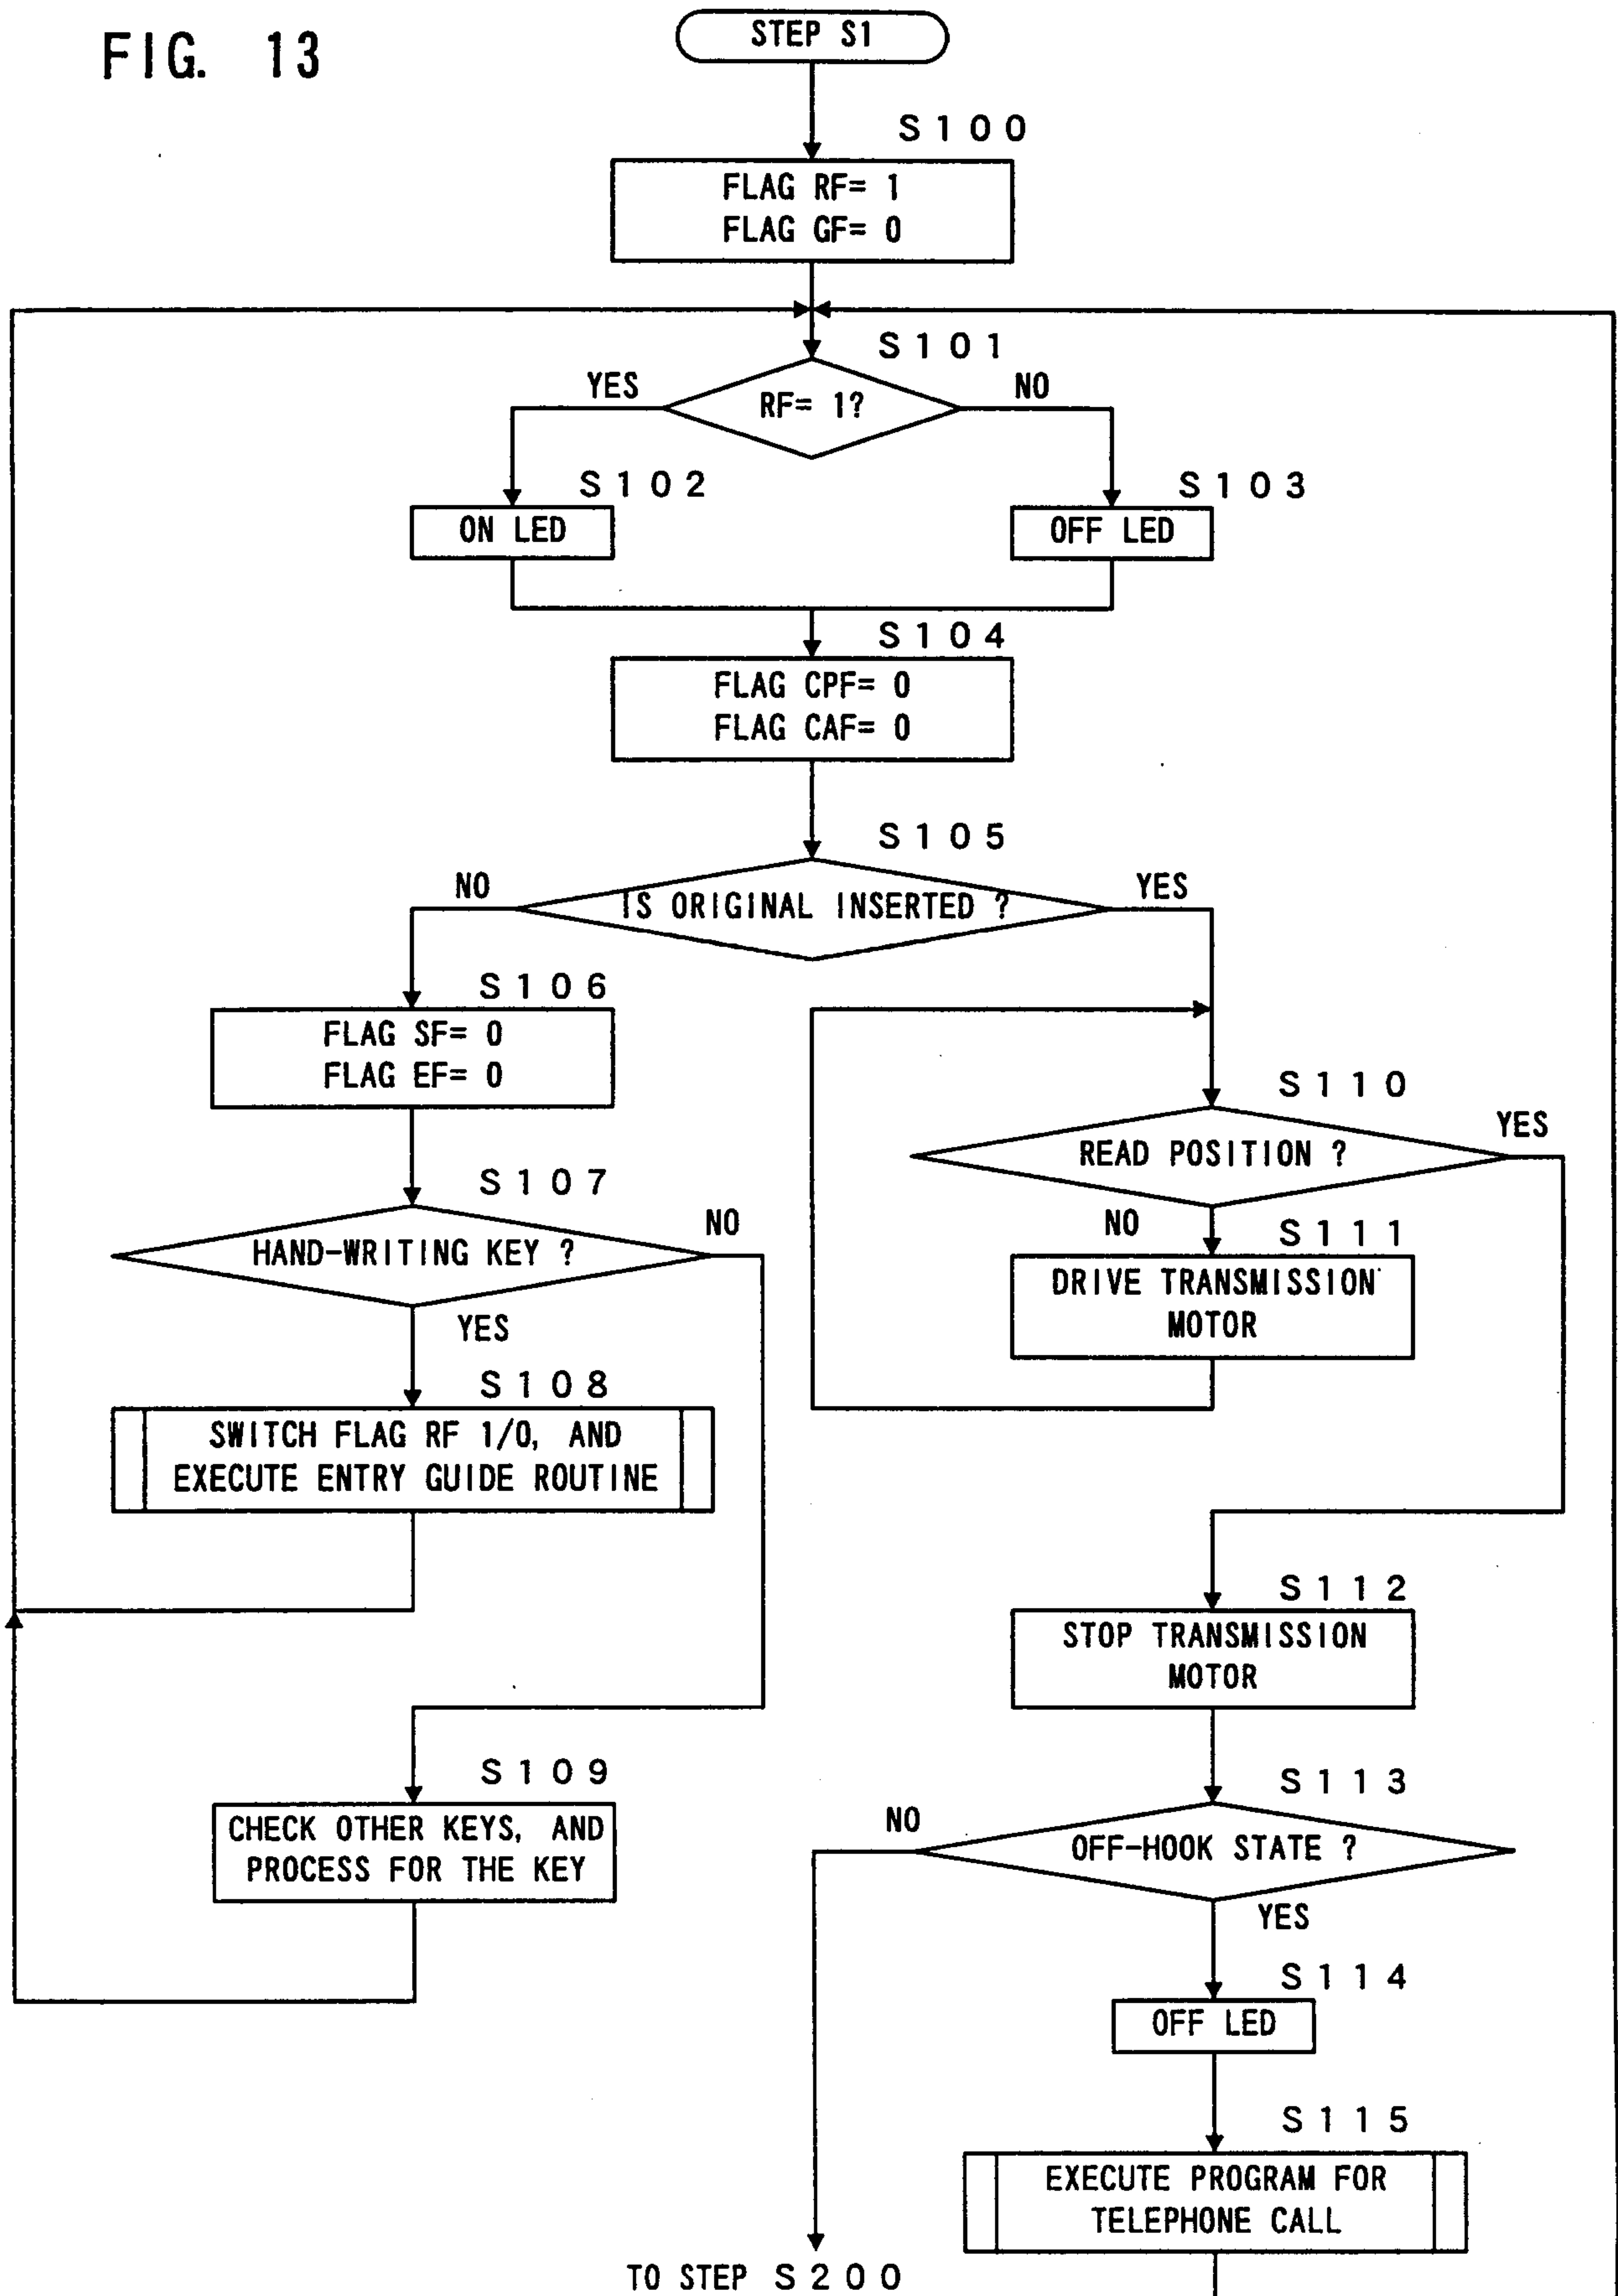 FIG. 13
STEP S1
S100
FLAG RF= 1
FLAG GF= 0
S101
YES
RF= 1?
NO
S102
ON LED
S103
OFF LED
S104
FLAG CPF= 0
FLAG CAF= 0
S105
NO
IS ORIGINAL INSERTED ?
YES
S106
FLAG SF= 0
FLAG EF= 0
S107
HAND-WRITING KEY ?
NO
YES
S108
SWITCH FLAG RF 1/0, AND
EXECUTE ENTRY GUIDE ROUTINE
S109
CHECK OTHER KEYS, AND
PROCESS FOR THE KEY
S110
READ POSITION ?
YES
NO
S111
DRIVE TRANSMISSION
MOTOR
S112
STOP TRANSMISSION
MOTOR
S113
NO
OFF-HOOK STATE ?
YES
S114
OFF LED
S115
EXECUTE PROGRAM FOR
TELEPHONE CALL
TO STEP S200